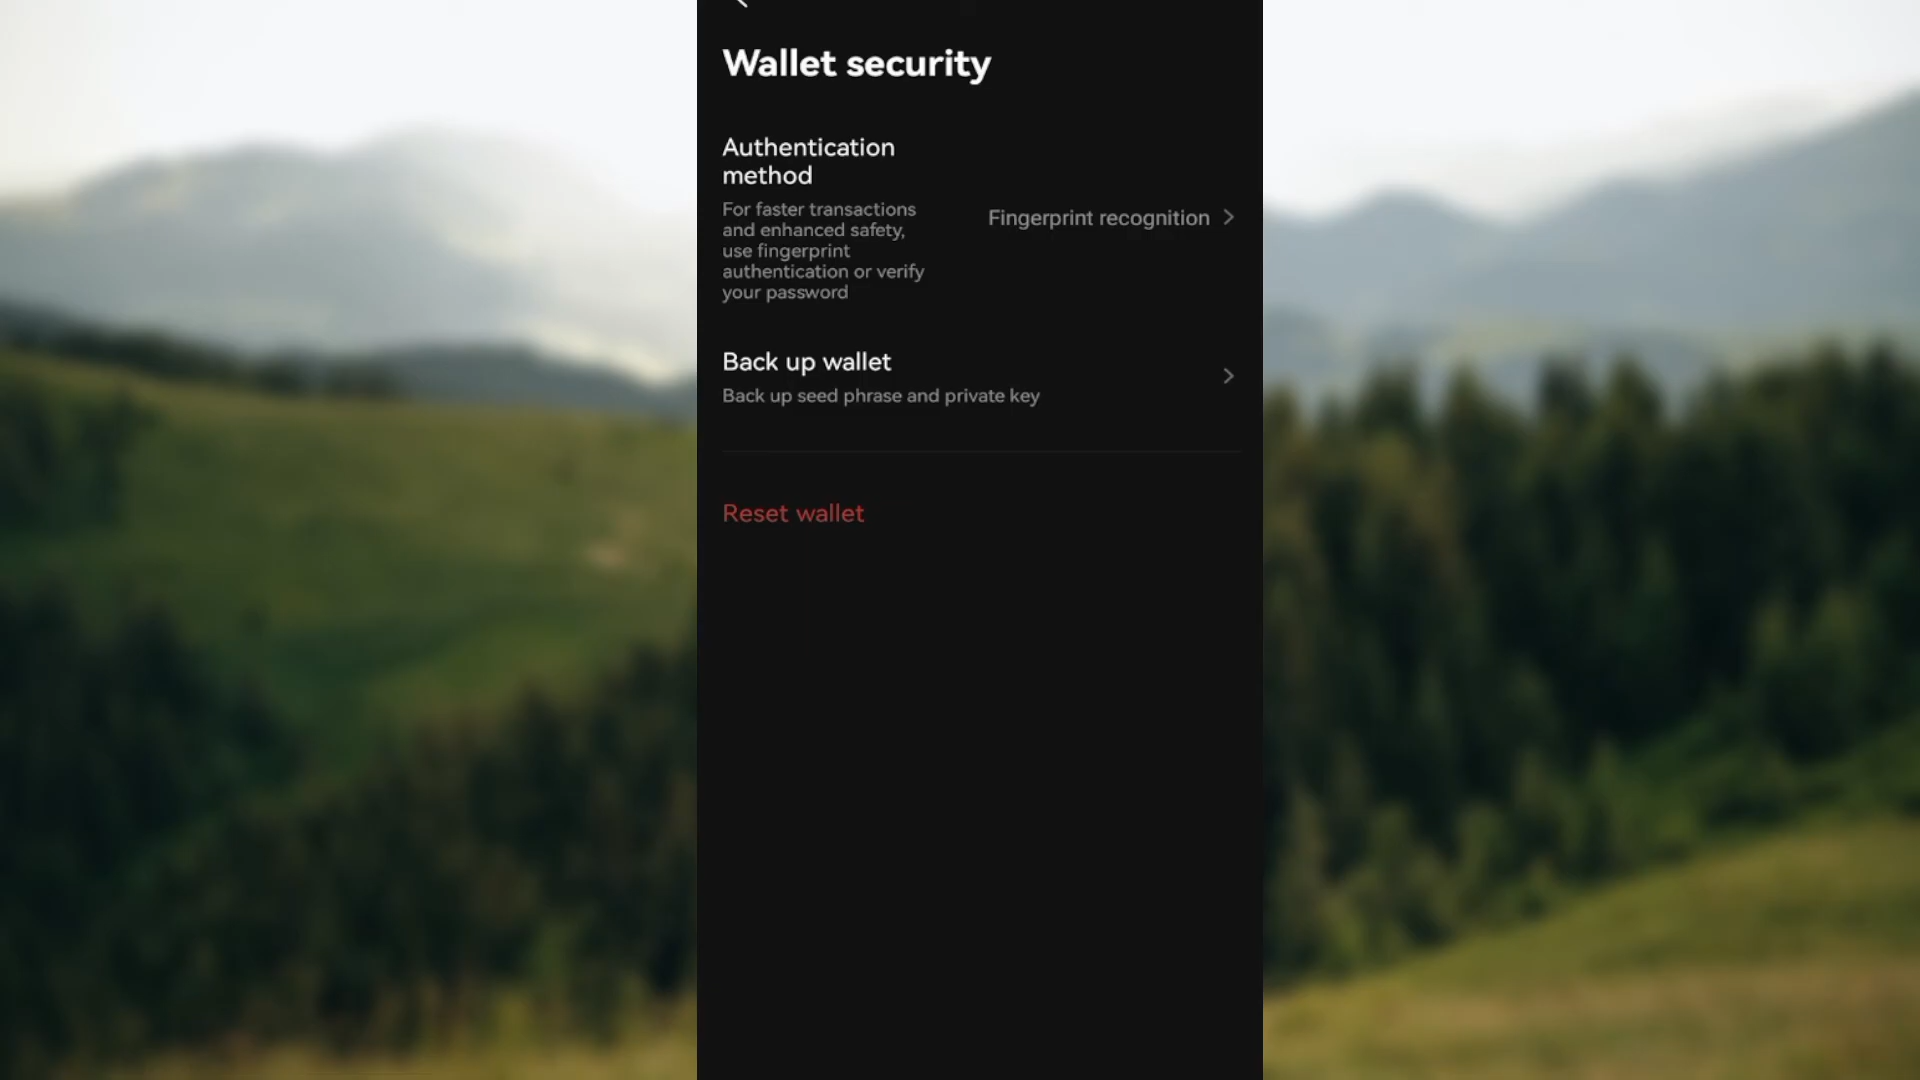 Wallet security
Authentication
method
For faster transactions
and enhanced safety,
use fingerprint
authentication or verify
your password
Fingerprint recognition
Back up wallet
Back up seed phrase and private key
Reset wallet